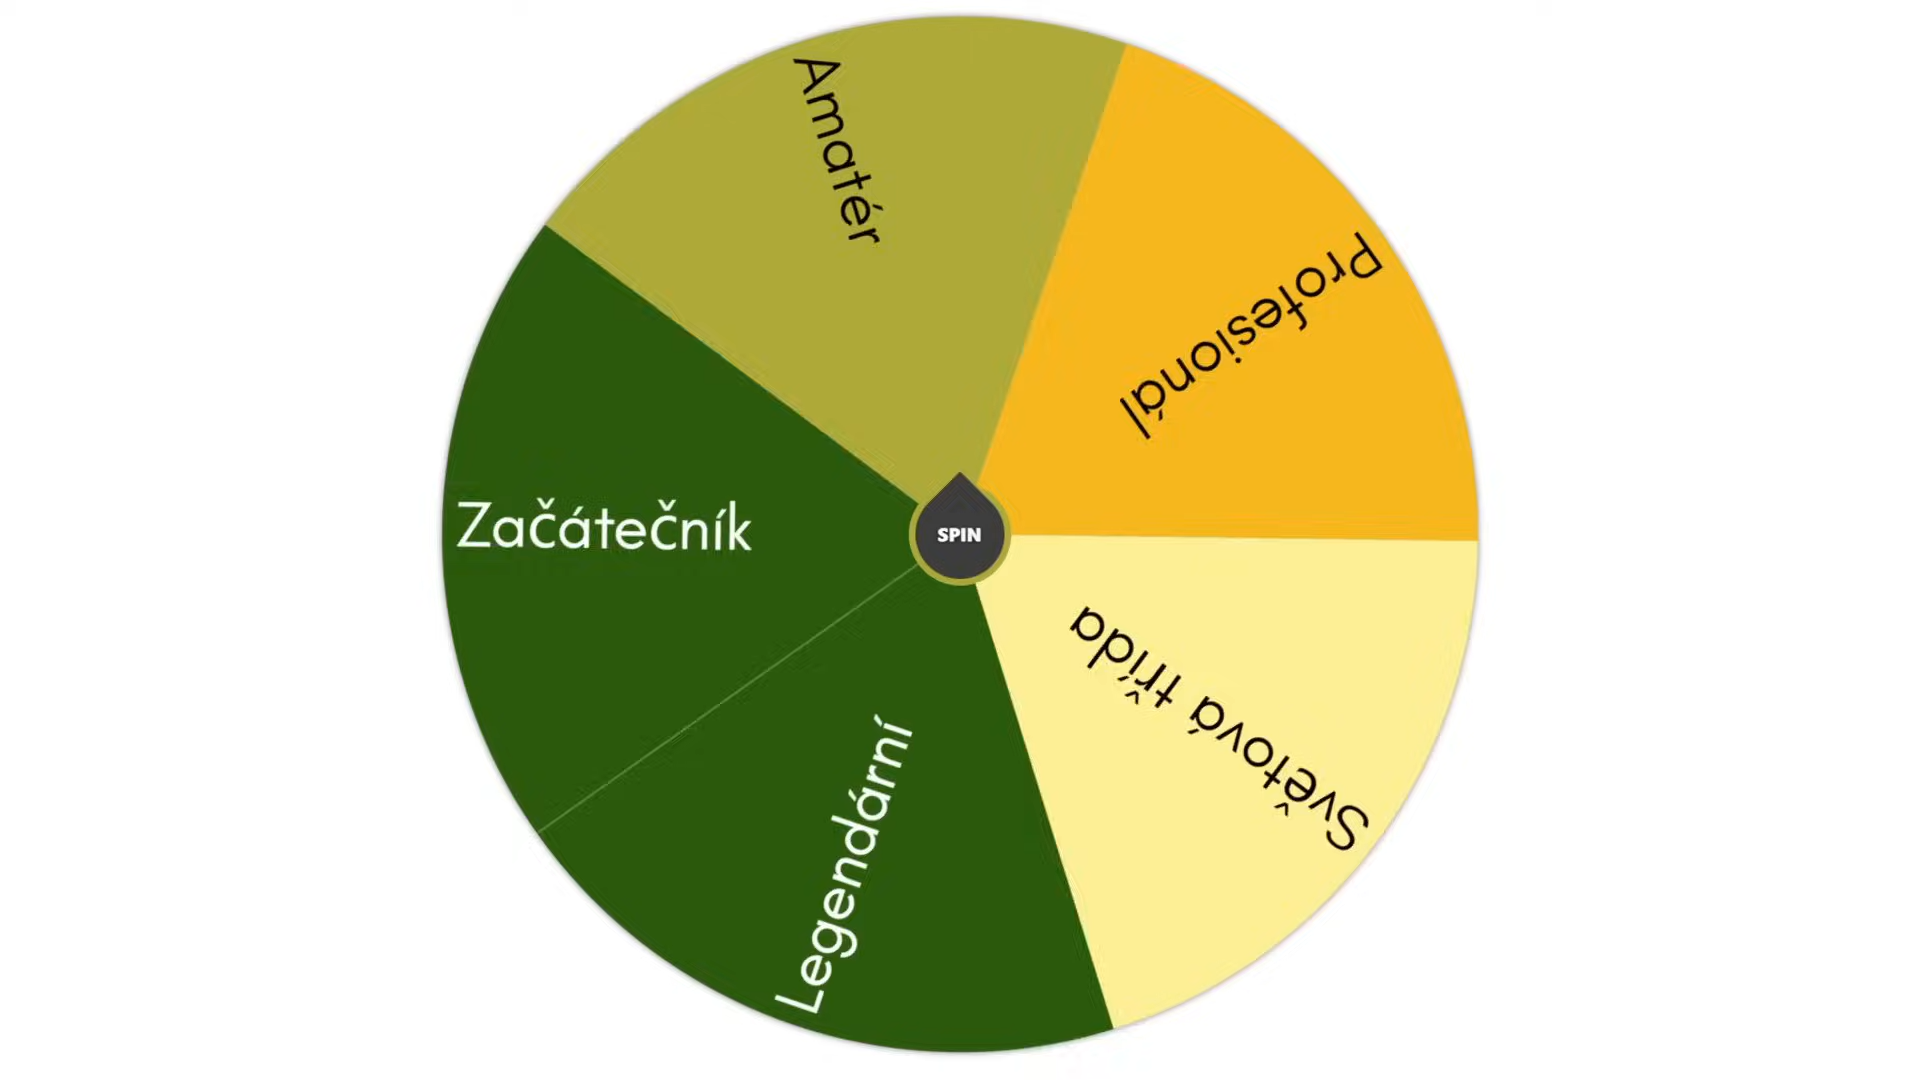 Amatér
Profesionál
Začátečník
SPIN
Světová třída
Legendární